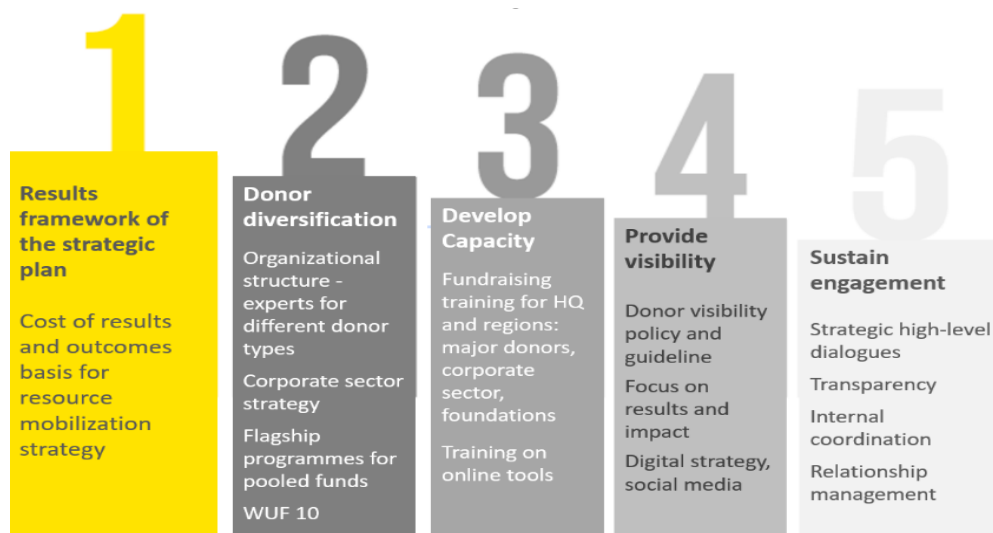 1
Results
framework of
the strategic
plan
Cost of results
and outcomes
basis for
resource
mobilization
strategy
2
Donor
diversification
Organizational
structure -
experts for
different donor
types
Corporate sector
strategy
Flagship
programmes for
pooled funds
WUF 10
3
Develop
Capacity
Fundraising
training for HQ
and regions:
major donors,
corporate
sector,
foundations
Training on
online tools
4
Provide
visibility
Donor visibility
policy and
guideline
Focus on
results and
impact
Digital strategy,
social media
5
Sustain
engagement
Strategic high-level
dialogues
Transparency
Internal
coordination
Relationship
management